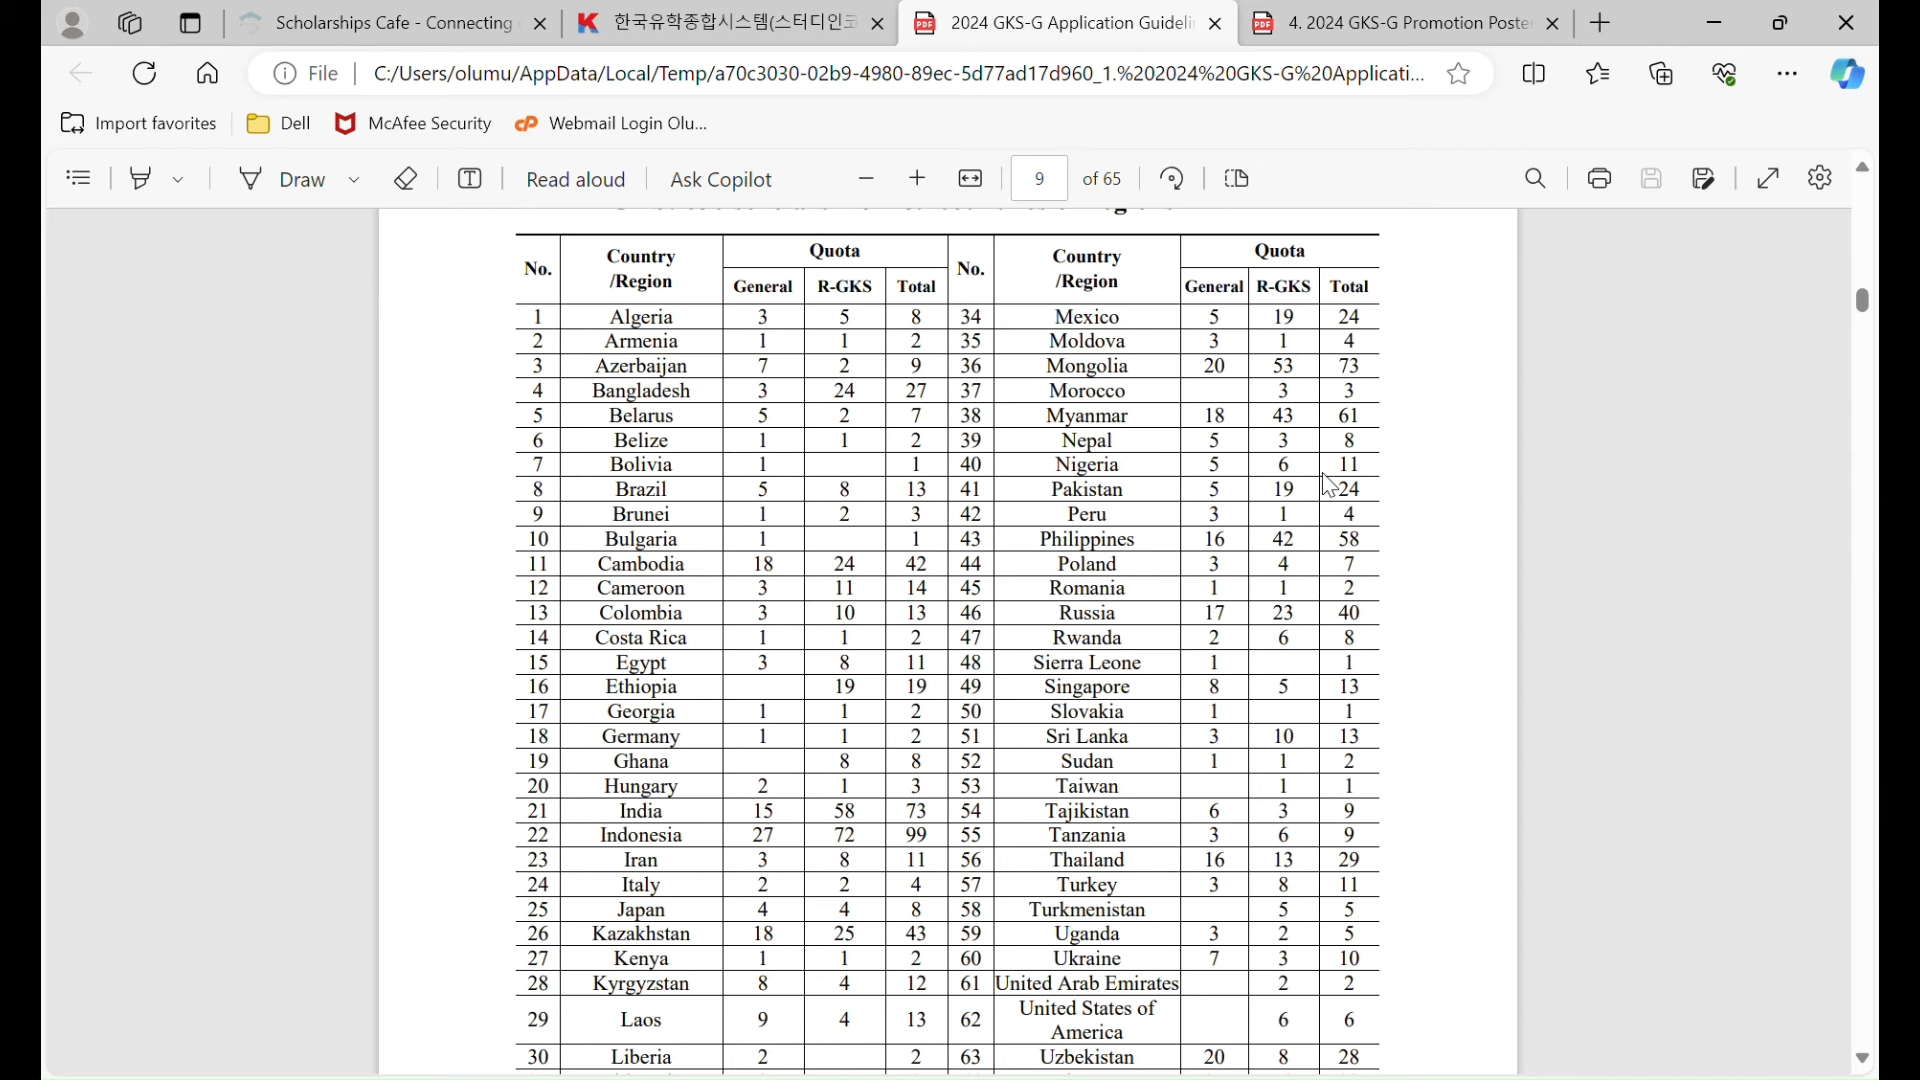 Scholarships Cafe - Connecting
한국유학종합시스템(스터디인코
2024 GKS-G Application Guideli
4. 2024 GKS-G Promotion Poste
File
C:/Users/olumu/AppData/Local/Temp/a70c3030-02b9-4980-89ec-5d77ad17d960_1.%202024%20GKS-G%20Applicati...
Import favorites
Dell
McAfee Security
Webmail Login Olu...
Draw
Read aloud
Ask Copilot
9 of 65
No. Country /Region Quota No. Country /Region Quota
General R-GKS Total General R-GKS Total
1 Algeria 3 5 8 34 Mexico 5 19 24
2 Armenia 1 1 2 35 Moldova 3 1 4
3 Azerbaijan 7 2 9 36 Mongolia 20 53 73
4 Bangladesh 3 24 27 37 Morocco 3 3
5 Belarus 5 2 7 38 Myanmar 18 43 61
6 Belize 1 1 2 39 Nepal 5 3 8
7 Bolivia 1 1 40 Nigeria 5 6 11
8 Brazil 5 8 13 41 Pakistan 5 19 24
9 Brunei 1 2 3 42 Peru 3 1 4
10 Bulgaria 1 1 43 Philippines 16 42 58
11 Cambodia 18 24 42 44 Poland 3 4 7
12 Cameroon 3 11 14 45 Romania 1 1 2
13 Colombia 3 10 13 46 Russia 17 23 40
14 Costa Rica 1 1 2 47 Rwanda 2 6 8
15 Egypt 3 8 11 48 Sierra Leone 1 1
16 Ethiopia 19 19 49 Singapore 8 5 13
17 Georgia 1 1 2 50 Slovakia 1 1
18 Germany 1 1 2 51 Sri Lanka 3 10 13
19 Ghana 8 8 52 Sudan 1 1 2
20 Hungary 2 1 3 53 Taiwan 1 1
21 India 15 58 73 54 Tajikistan 6 3 9
22 Indonesia 27 72 99 55 Tanzania 3 6 9
23 Iran 3 8 11 56 Thailand 16 13 29
24 Italy 2 2 4 57 Turkey 3 8 11
25 Japan 4 4 8 58 Turkmenistan 5 5
26 Kazakhstan 18 25 43 59 Uganda 3 2 5
27 Kenya 1 1 2 60 Ukraine 7 3 10
28 Kyrgyzstan 8 4 12 61 United Arab Emirates 2 2
29 Laos 9 4 13 62 United States of America 6 6
30 Liberia 2 2 63 Uzbekistan 20 8 28